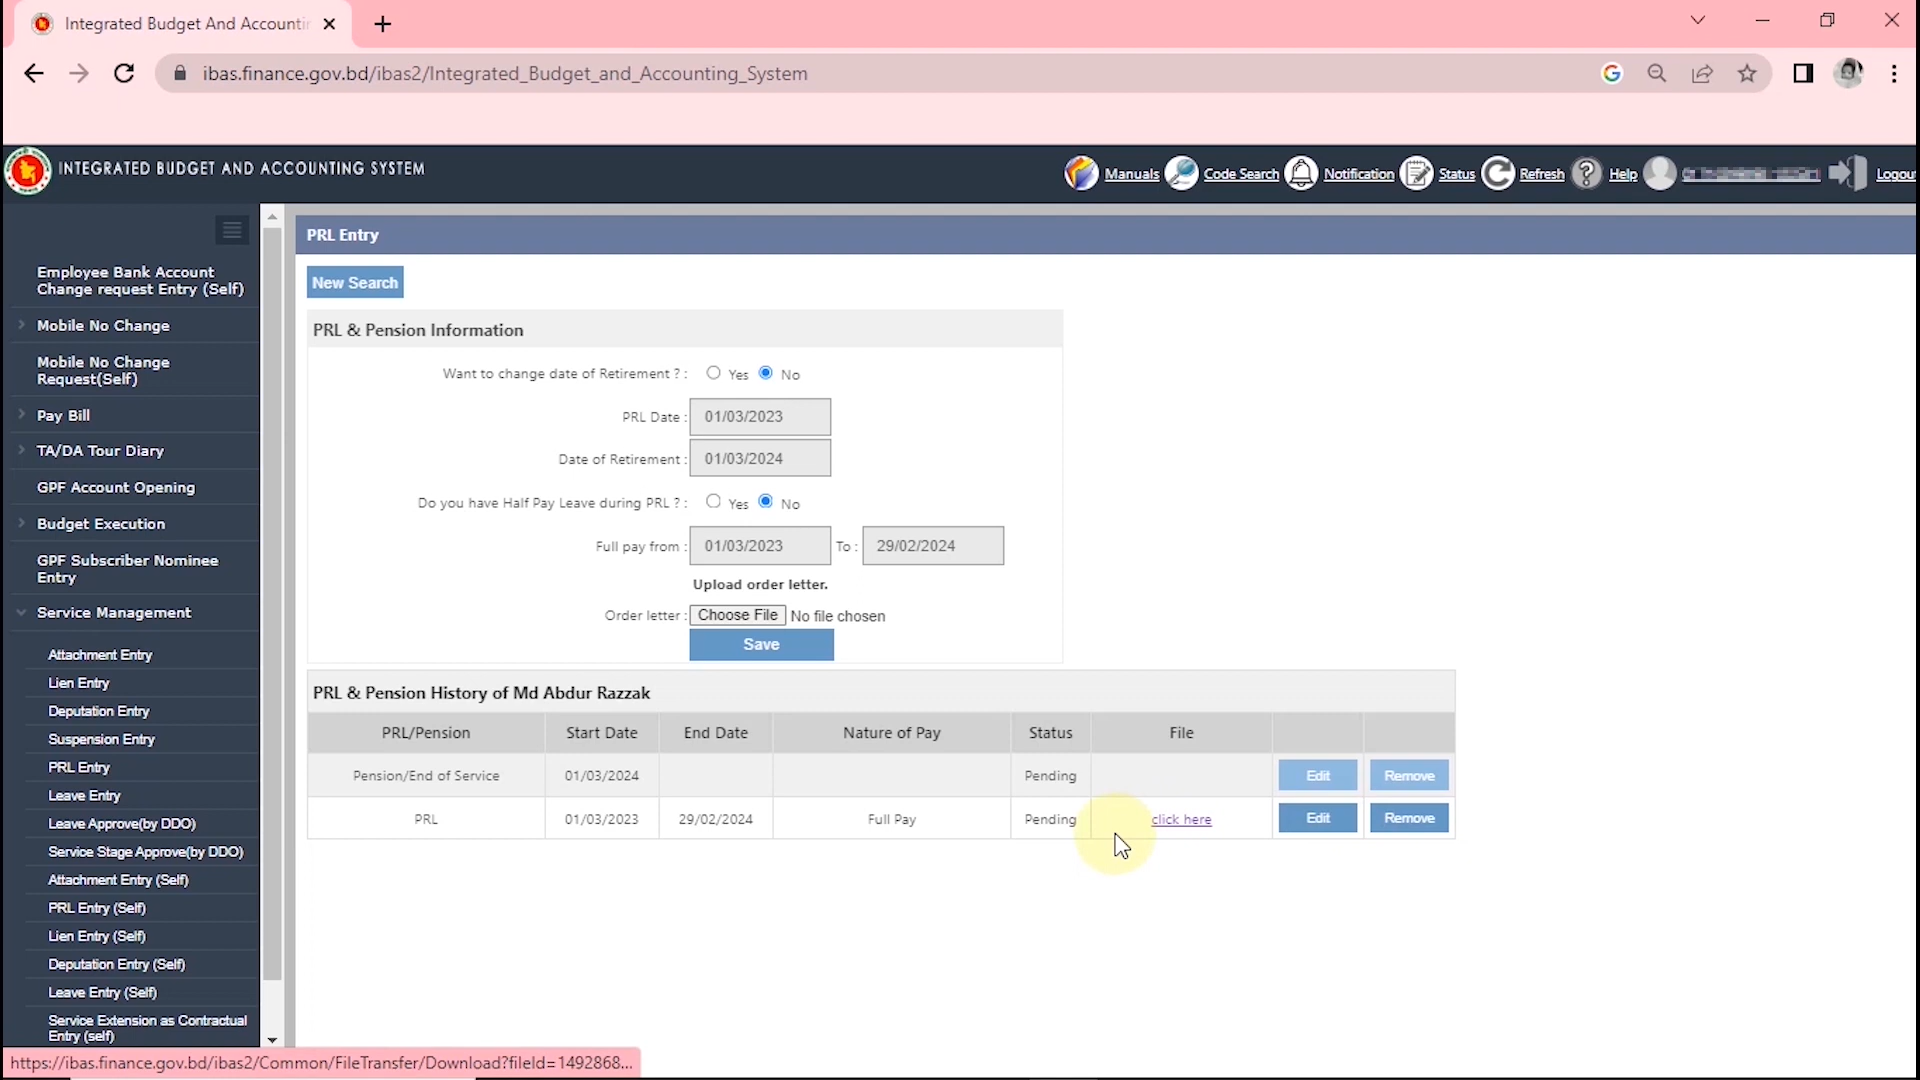 Integrated Budget And Accountin
ibas.finance.gov.bd/ibas2/Integrated_Budget_and_Accounting_System
INTEGRATED BUDGET AND ACCOUNTING SYSTEM
Manuals Code Search Notification Status Refresh Help Logou
Employee Bank Account
Change request Entry (Self)
Mobile No Change
Mobile No Change
Request(Self)
Pay Bill
TA/DA Tour Diary
GPF Account Opening
Budget Execution
GPF Subscriber Nominee
Entry
Service Management
Attachment Entry
Lien Entry
Deputation Entry
Suspension Entry
PRL Entry
Leave Entry
Leave Approve(by DDO)
Service Stage Approve(by DDO)
Attachment Entry (Self)
PRL Entry (Self)
Lien Entry (Self)
Deputation Entry (Self)
Leave Entry (Self)
Service Extension as Contractual
Entry (self)
PRL Entry
New Search
PRL & Pension Information
Want to change date of Retirement ? : Yes No
PRL Date : 01/03/2023
Date of Retirement : 01/03/2024
Do you have Half Pay Leave during PRL ? : Yes No
Full pay from : 01/03/2023 To : 29/02/2024
Upload order letter.
Order letter : Choose File No file chosen
Save
PRL & Pension History of Md Abdur Razzak
PRL/Pension Start Date End Date Nature of Pay Status File
Pension/End of Service 01/03/2024 Pending Edit Remove
PRL 01/03/2023 29/02/2024 Full Pay Pending click here Edit Remove
https://ibas.finance.gov.bd/ibas2/Common/FileTransfer/Download?fileId=1492868...